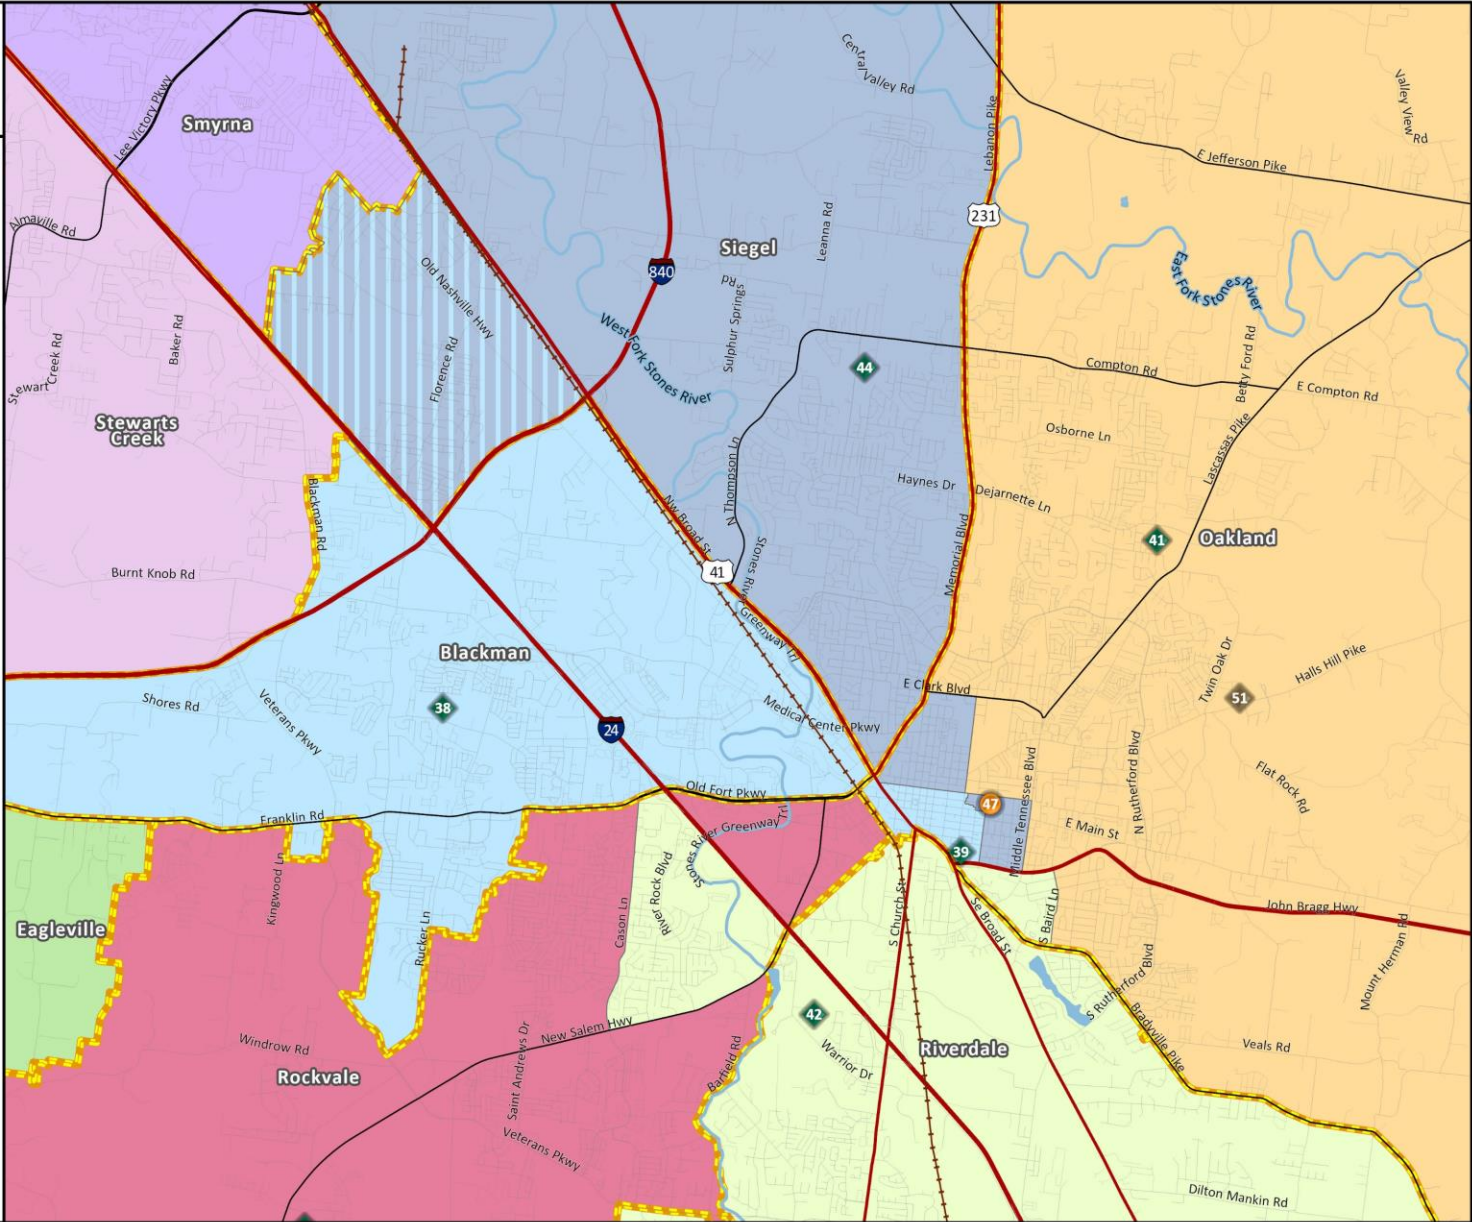 Central
Valley Rd
Valley View
Rd
Lee Victory Pkwy
Smyrna
Lebanon Pike
E Jefferson Pike
Almaville Rd
231
Siegel
Leanna Rd
840
Old Nashville Hwy
East
Fork Stones
River
Rd
Sulphur Springs
West Fork Stones River
Stewart
Creek Rd
Baker Rd
Florence Rd
44
Compton Rd
Betty Ford Rd
E Compton Rd
Stewarts
Creek
Osborne Ln
Lascassas Pike
N Thompson Ln
Haynes Dr
Dejarnette Ln
Blackman Rd
Nw Broad St
41
Oakland
Burnt Knob Rd
41
Stones River
Greenway Trl
Memorial Blvd
Blackman
Twin Oak Dr
Halls Hill Pike
E Clark Blvd
51
Shores Rd
38
Veterans Pkwy
24
Medical Center Pkwy
Middle Tennessee Blvd
N Rutherford Blvd
Flat Rock Rd
Old Fort Pkwy
47
Franklin Rd
Stones River Greenway Trl
E Main St
39
Kingwood Ln
River Rock Blvd
Cason Ln
Rucker Ln
Eagleville
S Church St
Se Broad St
S Baird Ln
John Bragg Hwy
Mount Herman Rd
S Rutherford Blvd
42
Bradyville Pike
New Salem Hwy
Windrow Rd
Saint Andrews Dr
Barfield Rd
Warrior Dr
Riverdale
Veals Rd
Rockvale
Veterans Pkwy
Dilton Mankin Rd